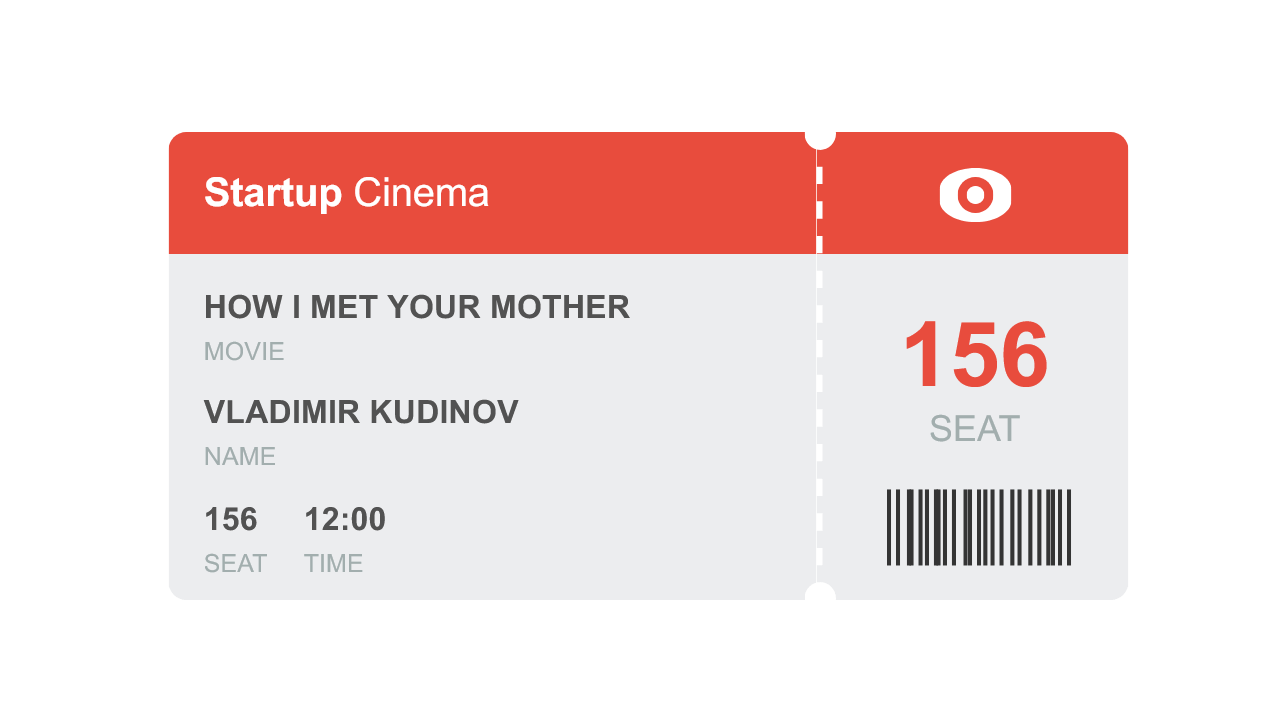 Startup Cinema
HOW I MET YOUR MOTHER
MOVIE
VLADIMIR KUDINOV
NAME
156 12:00
SEAT TIME
156
SEAT